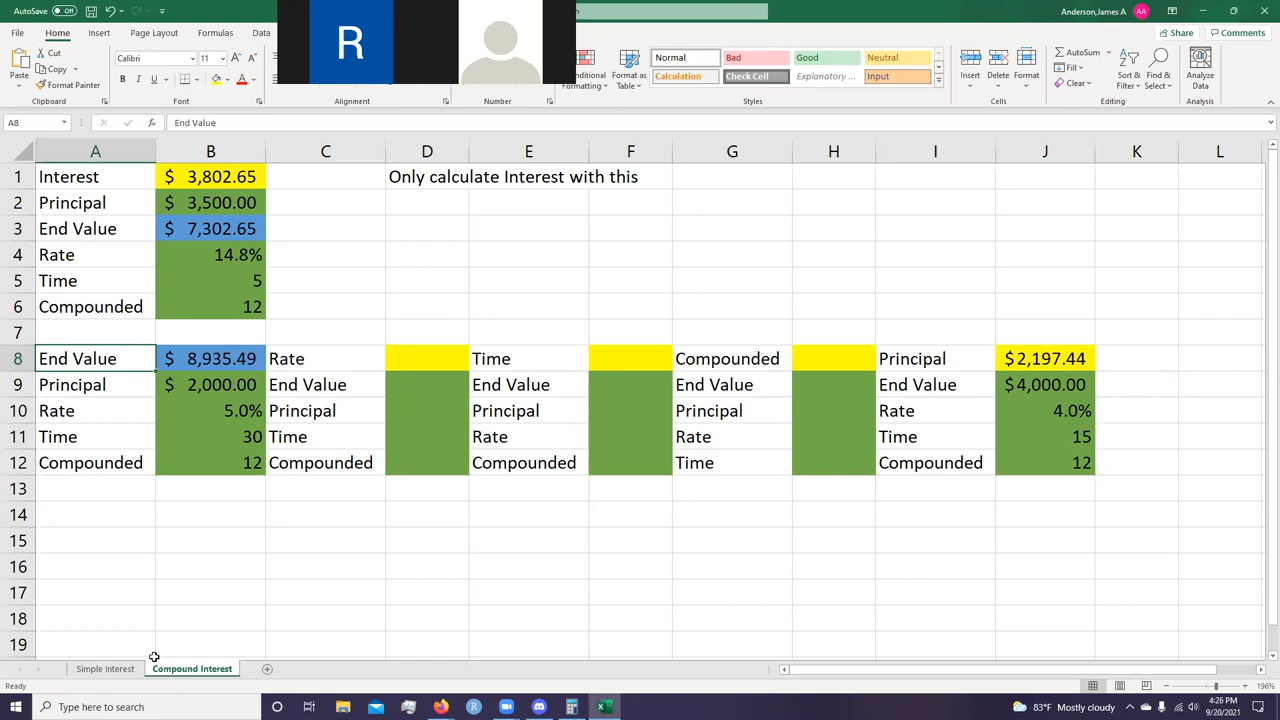 AutoSave Off
Anderson,James A AA
File Home Insert Page Layout Formulas Data
R
Share Comments
Paste
Cut
Copy
Format Painter
Clipboard
Calibri 11
B I U
Font
Alignment
Number
Conditional Formatting
Format as Table
Normal Bad Good Neutral
Calculation Check Cell Explanatory ... Input
Styles
Insert Delete Format
Cells
AutoSum
Fill
Clear
Sort & Filter
Find & Select
Editing
Analyze Data
Analysis
A8 fx End Value
A B C D E F G H I J K L
1 Interest $ 3,802.65 Only calculate Interest with this
2 Principal $ 3,500.00
3 End Value $ 7,302.65
4 Rate 14.8%
5 Time 5
6 Compounded 12
7
8 End Value $ 8,935.49 Rate Time Compounded Principal $2,197.44
9 Principal $ 2,000.00 End Value End Value End Value End Value $4,000.00
10 Rate 5.0% Principal Principal Principal Rate 4.0%
11 Time 30 Time Rate Rate Time 15
12 Compounded 12 Compounded Compounded Time Compounded 12
13
14
15
16
17
18
19
Simple Interest Compound Interest
Ready
196%
Type here to search
83°F Mostly cloudy
4:26 PM
9/20/2021